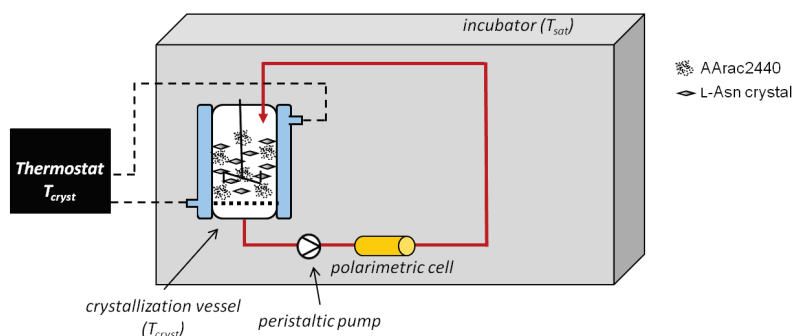 incubator (Tsat)
AArac2440
L-Asn crystal
Thermostat
Tcryst
polarimetric cell
crystallization vessel
(Tcryst)
peristaltic pump